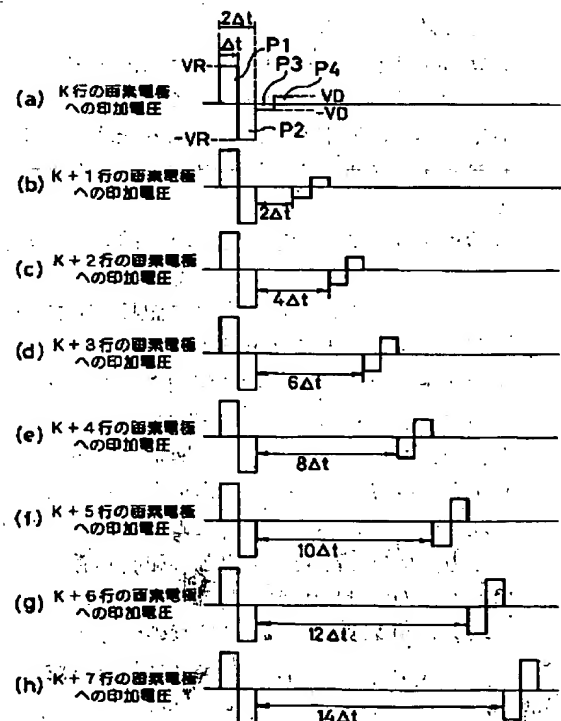 2Δt
Δt
VR
P1
P3
P4
(a) K行の画素電極
への印加電圧
VD
-VD
-VR
P2
(b) K+1行の画素電極
への印加電圧
2Δt
(c) K+2行の画素電極
への印加電圧
4Δt
(d) K+3行の画素電極
への印加電圧
6Δt
(e) K+4行の画素電極
への印加電圧
8Δt
(f) K+5行の画素電極
への印加電圧
10Δt
(g) K+6行の画素電極
への印加電圧
12Δt
(h) K+7行の画素電極
への印加電圧
14Δt